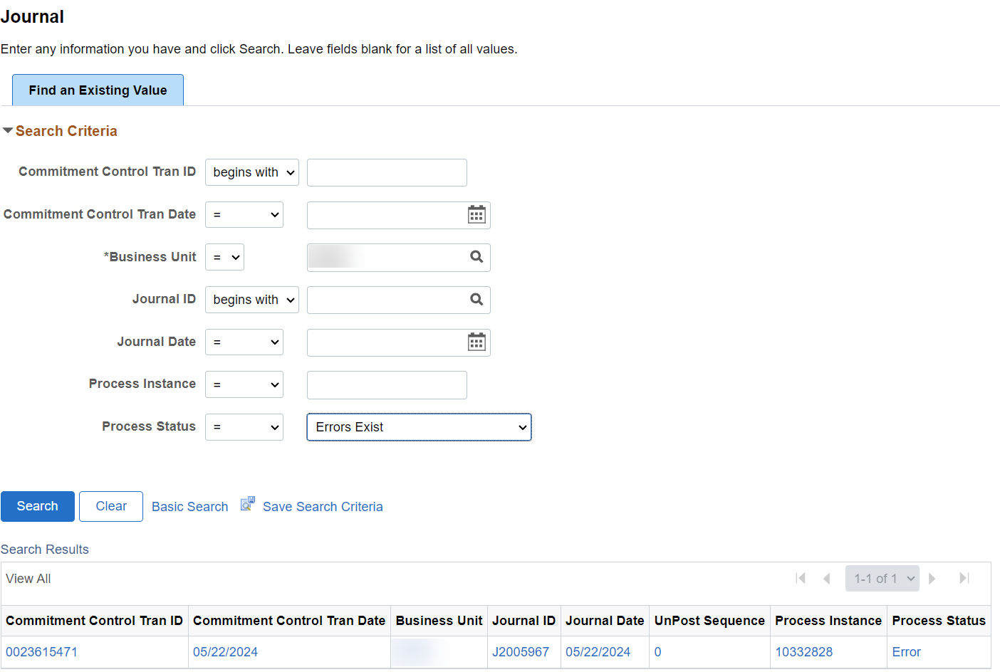 Journal
Enter any information you have and click Search. Leave fields blank for a list of all values.
Find an Existing Value
Search Criteria
Commitment Control Tran ID begins with
Commitment Control Tran Date =
*Business Unit =
Journal ID begins with
Journal Date =
Process Instance =
Process Status = Errors Exist
Search Clear Basic Search Save Search Criteria
Search Results
View All 1-1 of 1
Commitment Control Tran ID Commitment Control Tran Date Business Unit Journal ID Journal Date UnPost Sequence Process Instance Process Status
0023615471 05/22/2024 J2005967 05/22/2024 0 10332828 Error